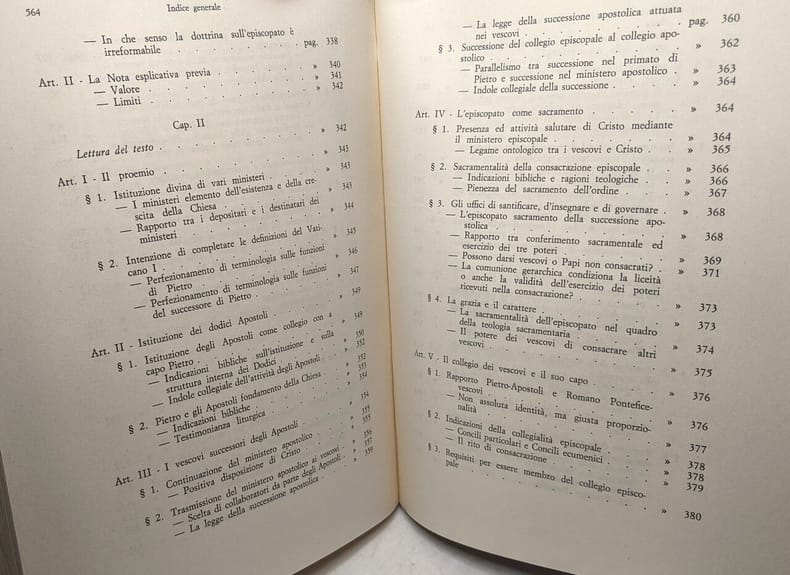 564
Indice generale
— In che senso la dottrina sull'episcopato è
irreformabile . . . . . . . . pag. 338
Art. II - La Nota esplicativa previa . . . . . » 340
— Valore . . . . . . . . . » 341
— Limiti . . . . . . . . . » 342
Cap. II
Lettura del testo . . . . . . . . . » 342
Art. I - Il proemio . . . . . . . . . » 343
§ 1. Istituzione divina di vari ministeri . . . . » 343
— I ministeri elemento dell'esistenza e della cre-
scita della Chiesa . . . . . . . » 343
— Rapporto tra i depositari e i destinatari dei
ministeri . . . . . . . . » 344
§ 2. Intenzione di completare le definizioni del Vati-
cano I . . . . . . . . . » 345
— Perfezionamento di terminologia sulle funzioni
di Pietro . . . . . . . . » 346
— Perfezionamento di terminologia sulle funzioni
del successore di Pietro . . . . . » 347
Art. II - Istituzione dei dodici Apostoli . . . . » 349
§ 1. Istituzione degli Apostoli come collegio con a
capo Pietro . . . . . . . . » 349
— Indicazioni bibliche sull'istituzione e sulla
struttura interna dei Dodici . . . . » 350
— Indole collegiale dell'attività degli Apostoli . » 352
§ 2. Pietro e gli Apostoli fondamento della Chiesa . » 352
— Indicazioni bibliche . . . . . . » 353
— Testimonianza liturgica . . . . . » 354
Art. III - I vescovi successori degli Apostoli . . . » 354
§ 1. Continuazione del ministero apostolico . . » 355
— Positiva disposizione di Cristo . . . » 355
§ 2. Trasmissione del ministero apostolico ai vescovi . » 356
— Scelta di collaboratori da parte degli Apostoli . » 357
— La legge della successione apostolica . . » 359
— La legge della successione apostolica attuata
nei vescovi . . . . . . . . pag. 360
§ 3. Successione del collegio episcopale al collegio apo-
stolico . . . . . . . . . » 362
— Parallelismo tra successione nel primato di
Pietro e successione nel ministero apostolico . » 363
— Indole collegiale della successione . . . » 364
Art. IV - L'episcopato come sacramento . . . . » 364
§ 1. Presenza ed attività salutare di Cristo mediante
il ministero episcopale . . . . . . » 364
— Legame ontologico tra i vescovi e Cristo . » 365
§ 2. Sacramentalità della consacrazione episcopale . » 366
— Indicazioni bibliche e ragioni teologiche . » 366
— Pienezza del sacramento dell'ordine . . » 367
§ 3. Gli uffici di santificare, d'insegnare e di governare . » 368
— L'episcopato sacramento della successione apo-
stolica . . . . . . . . » 368
— Rapporto tra conferimento sacramentale ed
esercizio dei tre poteri . . . . . » 369
— Possono darsi vescovi o Papi non consacrati? . » 371
— La comunione gerarchica condiziona la liceità
o anche la validità dell'esercizio dei poteri
ricevuti nella consacrazione? . . . . » 373
§ 4. La grazia e il carattere . . . . . . » 373
— La sacramentalità dell'episcopato nel quadro
della teologia sacramentaria . . . . » 374
— Il potere dei vescovi di consacrare altri
vescovi . . . . . . . . » 375
Art. V - Il collegio dei vescovi e il suo capo . . . » 376
§ 1. Rapporto Pietro-Apostoli e Romano Pontefice-
vescovi . . . . . . . . » 376
— Non assoluta identità, ma giusta proporzio-
nalità . . . . . . . . » 377
§ 2. Indicazioni della collegialità episcopale . . » 378
— Concili particolari e Concili ecumenici . . » 378
— Il rito di consacrazione . . . . . » 379
§ 3. Requisiti per essere membro del collegio episco-
pale . . . . . . . . . » 380